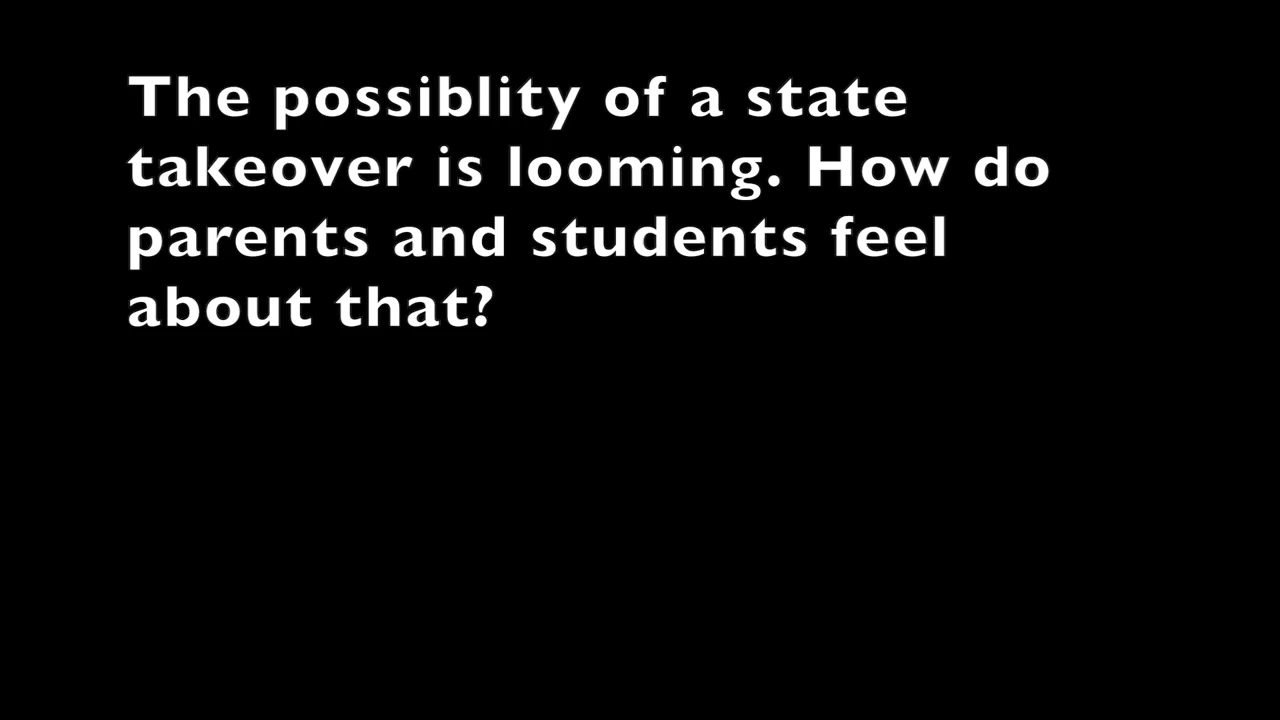 The possiblity of a state
takeover is looming. How do
parents and students feel
about that?